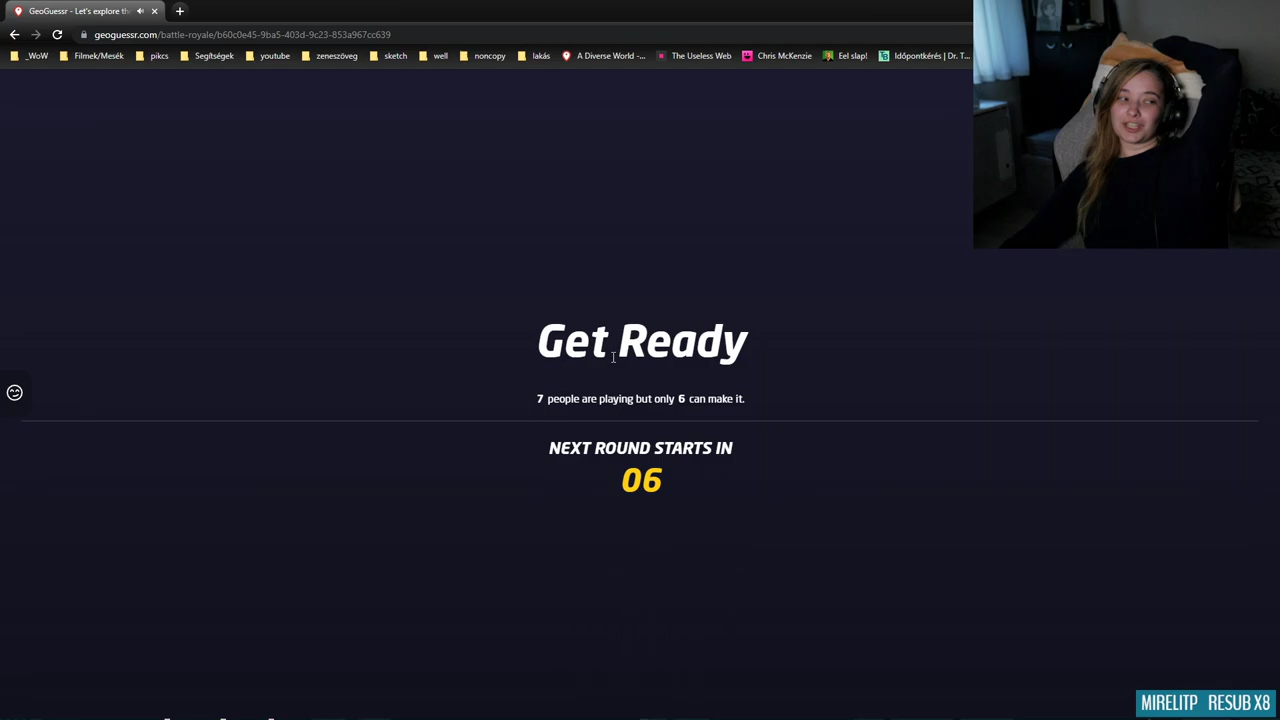 GeoGuessr - Let's explore the
geoguessr.com/battle-royale/b60c0e45-9ba5-403d-9c23-853a967cc639
_WoW Filmek/Mesék pikcs Segítségek youtube zeneszöveg sketch well noncopy lakás A Diverse World -... The Useless Web Chris McKenzie Eel slap! Időpontkérés | Dr. T...
Get Ready
7 people are playing but only 6 can make it.
NEXT ROUND STARTS IN
06
MIRELITP RESUB X8